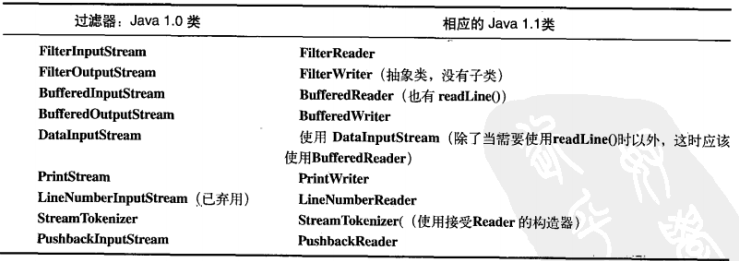 过滤器：Java 1.0 类 相应的 Java 1.1类
FilterInputStream FilterReader
FilterOutputStream FilterWriter（抽象类，没有子类）
BufferedInputStream BufferedReader（也有 readLine()）
BufferedOutputStream BufferedWriter
DataInputStream 使用 DataInputStream（除了当需要使用readLine()时以外，这时应该
使用BufferedReader）
PrintStream PrintWriter
LineNumberInputStream（已弃用） LineNumberReader
StreamTokenizer StreamTokenizer(（使用接受Reader 的构造器）
PushbackInputStream PushbackReader